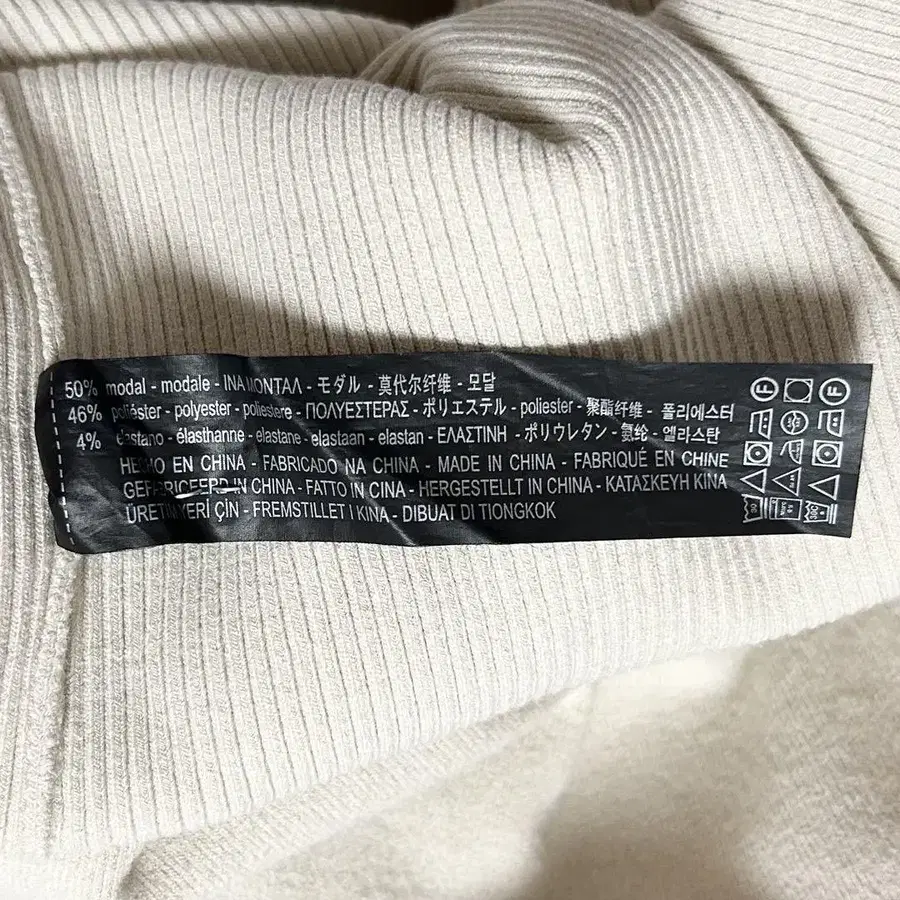 50% modal - modale - ΙΝΑ ΜΟΝΤΑΛ - モダル - 莫代尔纤维 - 모달
46% poliéster - polyester - poliestere - ΠΟΛΥΕΣΤΕΡΑΣ - ポリエステル - poliester - 聚酯纤维 - 폴리에스터
4% elastano - élasthanne - elastane - elastaan - elastan - ΕΛΑΣΤΙΝΗ - ポリウレタン - 氨纶 - 엘라스탄
HECHO EN CHINA - FABRICADO NA CHINA - MADE IN CHINA - FABRIQUÉ EN CHINE
GEFABRICEERD IN CHINA - FATTO IN CINA - HERGESTELLT IN CHINA - ΚΑΤΑΣΚΕΥΗ ΚΙΝΑ
ÜRETİM YERİ ÇİN - FREMSTILLET I KINA - DIBUAT DI TIONGKOK
F
F